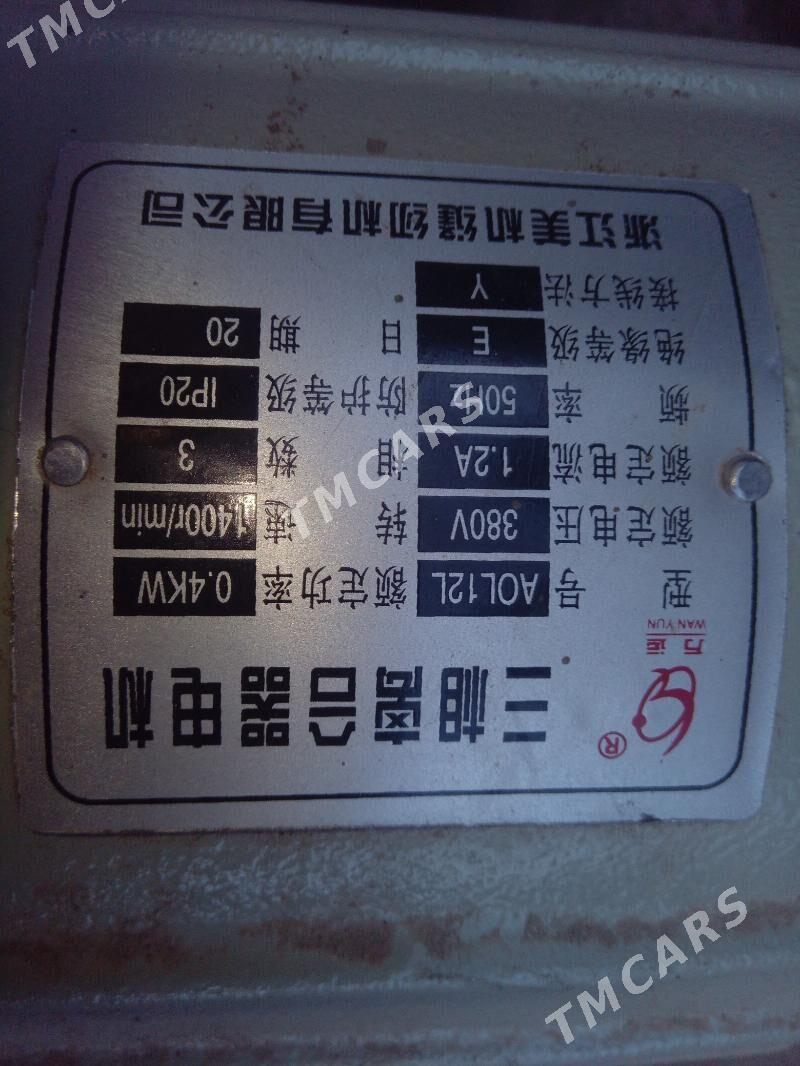 三相离合器电机
®
万运
WAN YUN
型号 AOL12L 额定功率 0.4KW
额定电压 380V 转速 1400r/min
额定电流 1.2A 相数 3
频率 50Hz 防护等级 IP20
绝缘等级 E 日期 20
接线方法 Y
浙江美机缝纫机有限公司
TMCARS
TMCARS
TMCARS